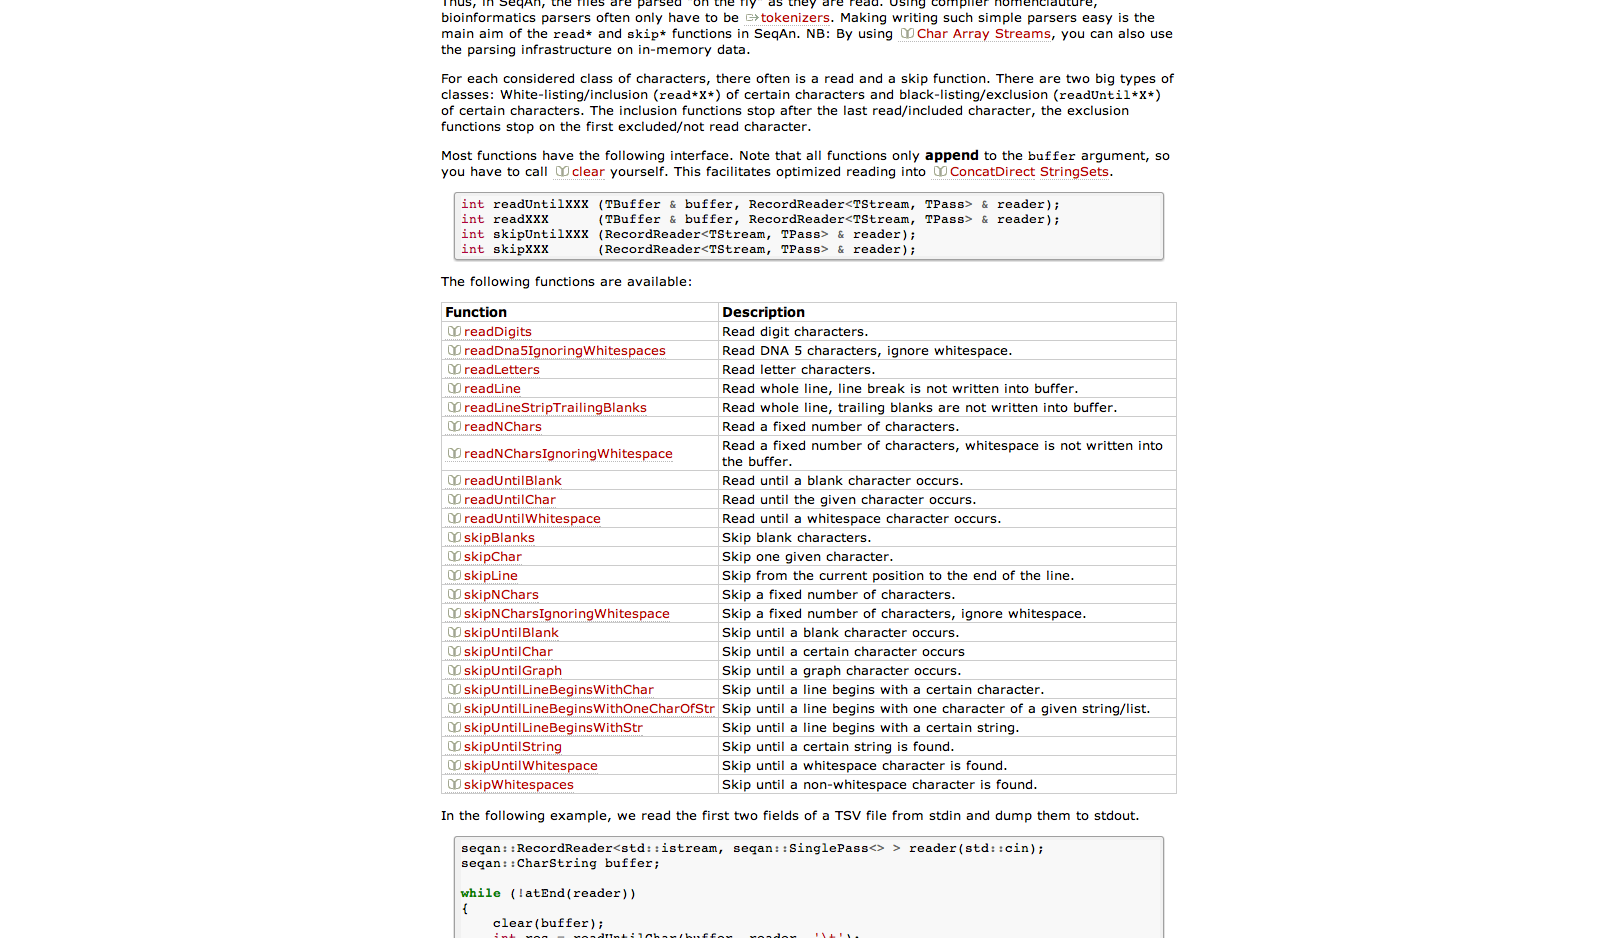 Thus, in SeqAn, the files are parsed "on the fly" as they are read. Using compiler nomenclauture,
bioinformatics parsers often only have to be tokenizers. Making writing such simple parsers easy is the
main aim of the read* and skip* functions in SeqAn. NB: By using Char Array Streams, you can also use
the parsing infrastructure on in-memory data.
For each considered class of characters, there often is a read and a skip function. There are two big types of
classes: White-listing/inclusion (read*X*) of certain characters and black-listing/exclusion (readUntil*X*)
of certain characters. The inclusion functions stop after the last read/included character, the exclusion
functions stop on the first excluded/not read character.
Most functions have the following interface. Note that all functions only append to the buffer argument, so
you have to call clear yourself. This facilitates optimized reading into ConcatDirect StringSets.
int readUntilXXX (TBuffer & buffer, RecordReader<TStream, TPass> & reader);
int readXXX      (TBuffer & buffer, RecordReader<TStream, TPass> & reader);
int skipUntilXXX (RecordReader<TStream, TPass> & reader);
int skipXXX      (RecordReader<TStream, TPass> & reader);
The following functions are available:
Function Description
readDigits Read digit characters.
readDna5IgnoringWhitespaces Read DNA 5 characters, ignore whitespace.
readLetters Read letter characters.
readLine Read whole line, line break is not written into buffer.
readLineStripTrailingBlanks Read whole line, trailing blanks are not written into buffer.
readNChars Read a fixed number of characters.
readNCharsIgnoringWhitespace Read a fixed number of characters, whitespace is not written into
the buffer.
readUntilBlank Read until a blank character occurs.
readUntilChar Read until the given character occurs.
readUntilWhitespace Read until a whitespace character occurs.
skipBlanks Skip blank characters.
skipChar Skip one given character.
skipLine Skip from the current position to the end of the line.
skipNChars Skip a fixed number of characters.
skipNCharsIgnoringWhitespace Skip a fixed number of characters, ignore whitespace.
skipUntilBlank Skip until a blank character occurs.
skipUntilChar Skip until a certain character occurs
skipUntilGraph Skip until a graph character occurs.
skipUntilLineBeginsWithChar Skip until a line begins with a certain character.
skipUntilLineBeginsWithOneCharOfStr Skip until a line begins with one character of a given string/list.
skipUntilLineBeginsWithStr Skip until a line begins with a certain string.
skipUntilString Skip until a certain string is found.
skipUntilWhitespace Skip until a whitespace character is found.
skipWhitespaces Skip until a non-whitespace character is found.
In the following example, we read the first two fields of a TSV file from stdin and dump them to stdout.
seqan::RecordReader<std::istream, seqan::SinglePass<> > reader(std::cin);
seqan::CharString buffer;
while (!atEnd(reader))
{
    clear(buffer);
    int res = readUntilChar(buffer, reader, '\t');